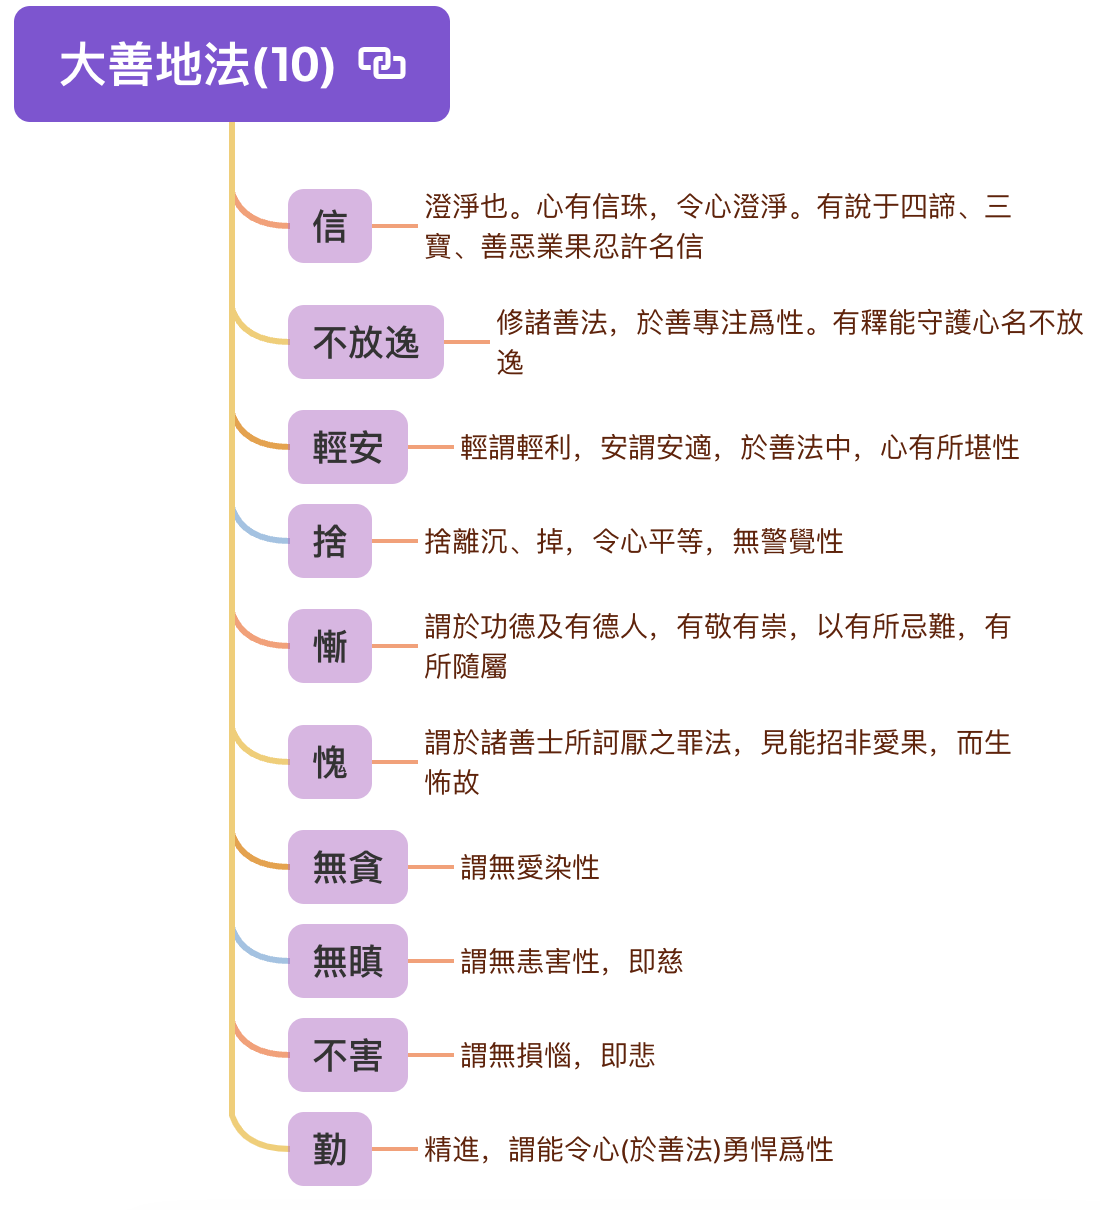 大善地法(10)
信
澄淨也。心有信珠，令心澄淨。有說于四諦、三
寶、善惡業果忍許名信
不放逸
修諸善法，於善專注爲性。有釋能守護心名不放
逸
輕安
輕謂輕利，安謂安適，於善法中，心有所堪性
捨
捨離沉、掉，令心平等，無警覺性
慚
謂於功德及有德人，有敬有崇，以有所忌難，有
所隨屬
愧
謂於諸善士所訶厭之罪法，見能招非愛果，而生
怖故
無貪
謂無愛染性
無瞋
謂無恚害性，即慈
不害
謂無損惱，即悲
勤
精進，謂能令心(於善法)勇悍爲性